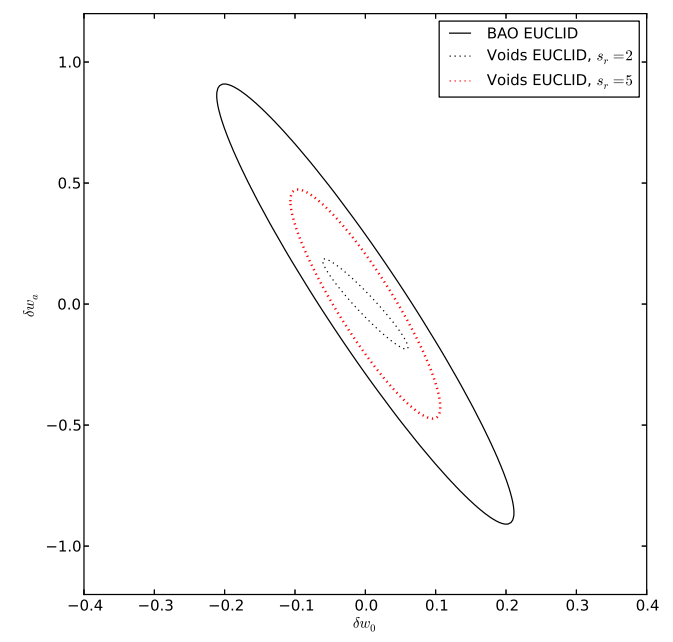 BAO EUCLID
Voids EUCLID, s_r =2
Voids EUCLID, s_r =5
1.0
0.5
0.0
−0.5
−1.0
δw_a
−0.4 −0.3 −0.2 −0.1 0.0 0.1 0.2 0.3 0.4
δw_0